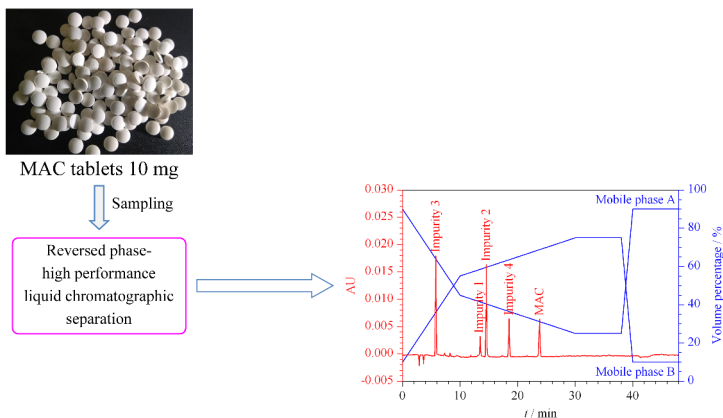 MAC tablets 10 mg
Sampling
Reversed phase-
high performance
liquid chromatographic
separation
0.030
0.025
0.020
0.015
0.010
0.005
0.000
-0.005
AU
Impurity 3
Impurity 1
Impurity 2
Impurity 4
MAC
Mobile phase A
Mobile phase B
100
80
60
40
20
0
Volume percentage / %
0
10
20
30
40
t / min